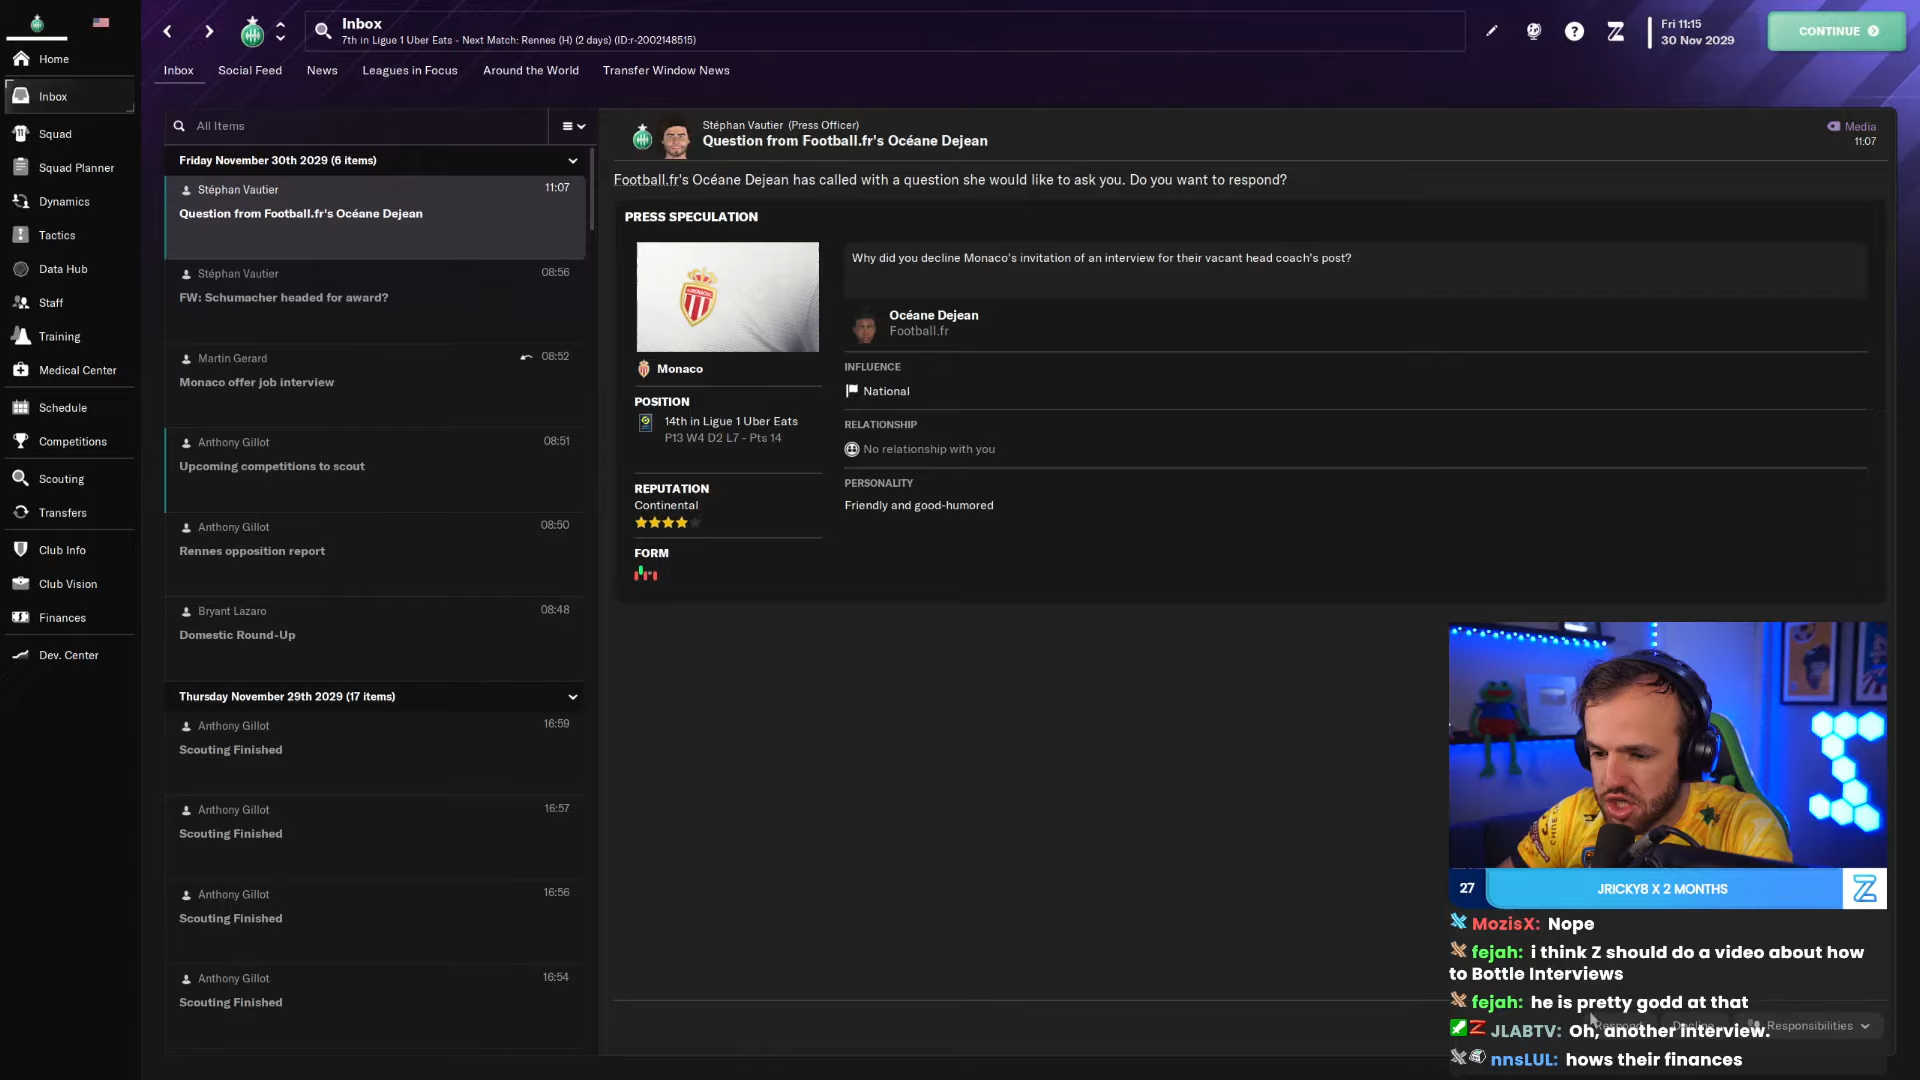 Inbox
7th in Ligue 1 Uber Eats - Next Match: Rennes (H) (2 days) (ID:r-2002148515)
Fri 11:15
30 Nov 2029
CONTINUE
Home
Inbox
Squad
Squad Planner
Dynamics
Tactics
Data Hub
Staff
Training
Medical Center
Schedule
Competitions
Scouting
Transfers
Club Info
Club Vision
Finances
Dev. Center
Inbox
Social Feed
News
Leagues in Focus
Around the World
Transfer Window News
All Items
Friday November 30th 2029 (6 items)
Stéphan Vautier 11:07
Question from Football.fr's Océane Dejean
Stéphan Vautier 08:56
FW: Schumacher headed for award?
Martin Gerard 08:52
Monaco offer job interview
Anthony Gillot 08:51
Upcoming competitions to scout
Anthony Gillot 08:50
Rennes opposition report
Bryant Lazaro 08:48
Domestic Round-Up
Thursday November 29th 2029 (17 items)
Anthony Gillot 16:59
Scouting Finished
Anthony Gillot 16:57
Scouting Finished
Anthony Gillot 16:56
Scouting Finished
Anthony Gillot 16:54
Scouting Finished
Stéphan Vautier (Press Officer)
Question from Football.fr's Océane Dejean
Media
11:07
Football.fr's Océane Dejean has called with a question she would like to ask you. Do you want to respond?
PRESS SPECULATION
Monaco
POSITION
14th in Ligue 1 Uber Eats
P13 W4 D2 L7 - Pts 14
REPUTATION
Continental
FORM
Why did you decline Monaco's invitation of an interview for their vacant head coach's post?
Océane Dejean
Football.fr
INFLUENCE
National
RELATIONSHIP
No relationship with you
PERSONALITY
Friendly and good-humored
27
JRICKY8 X 2 MONTHS
MozisX: Nope
fejah: i think Z should do a video about how
to Bottle Interviews
fejah: he is pretty godd at that
JLABTV: Oh, another interview.
nnsLUL: hows their finances
Respond
Decline
Responsibilities